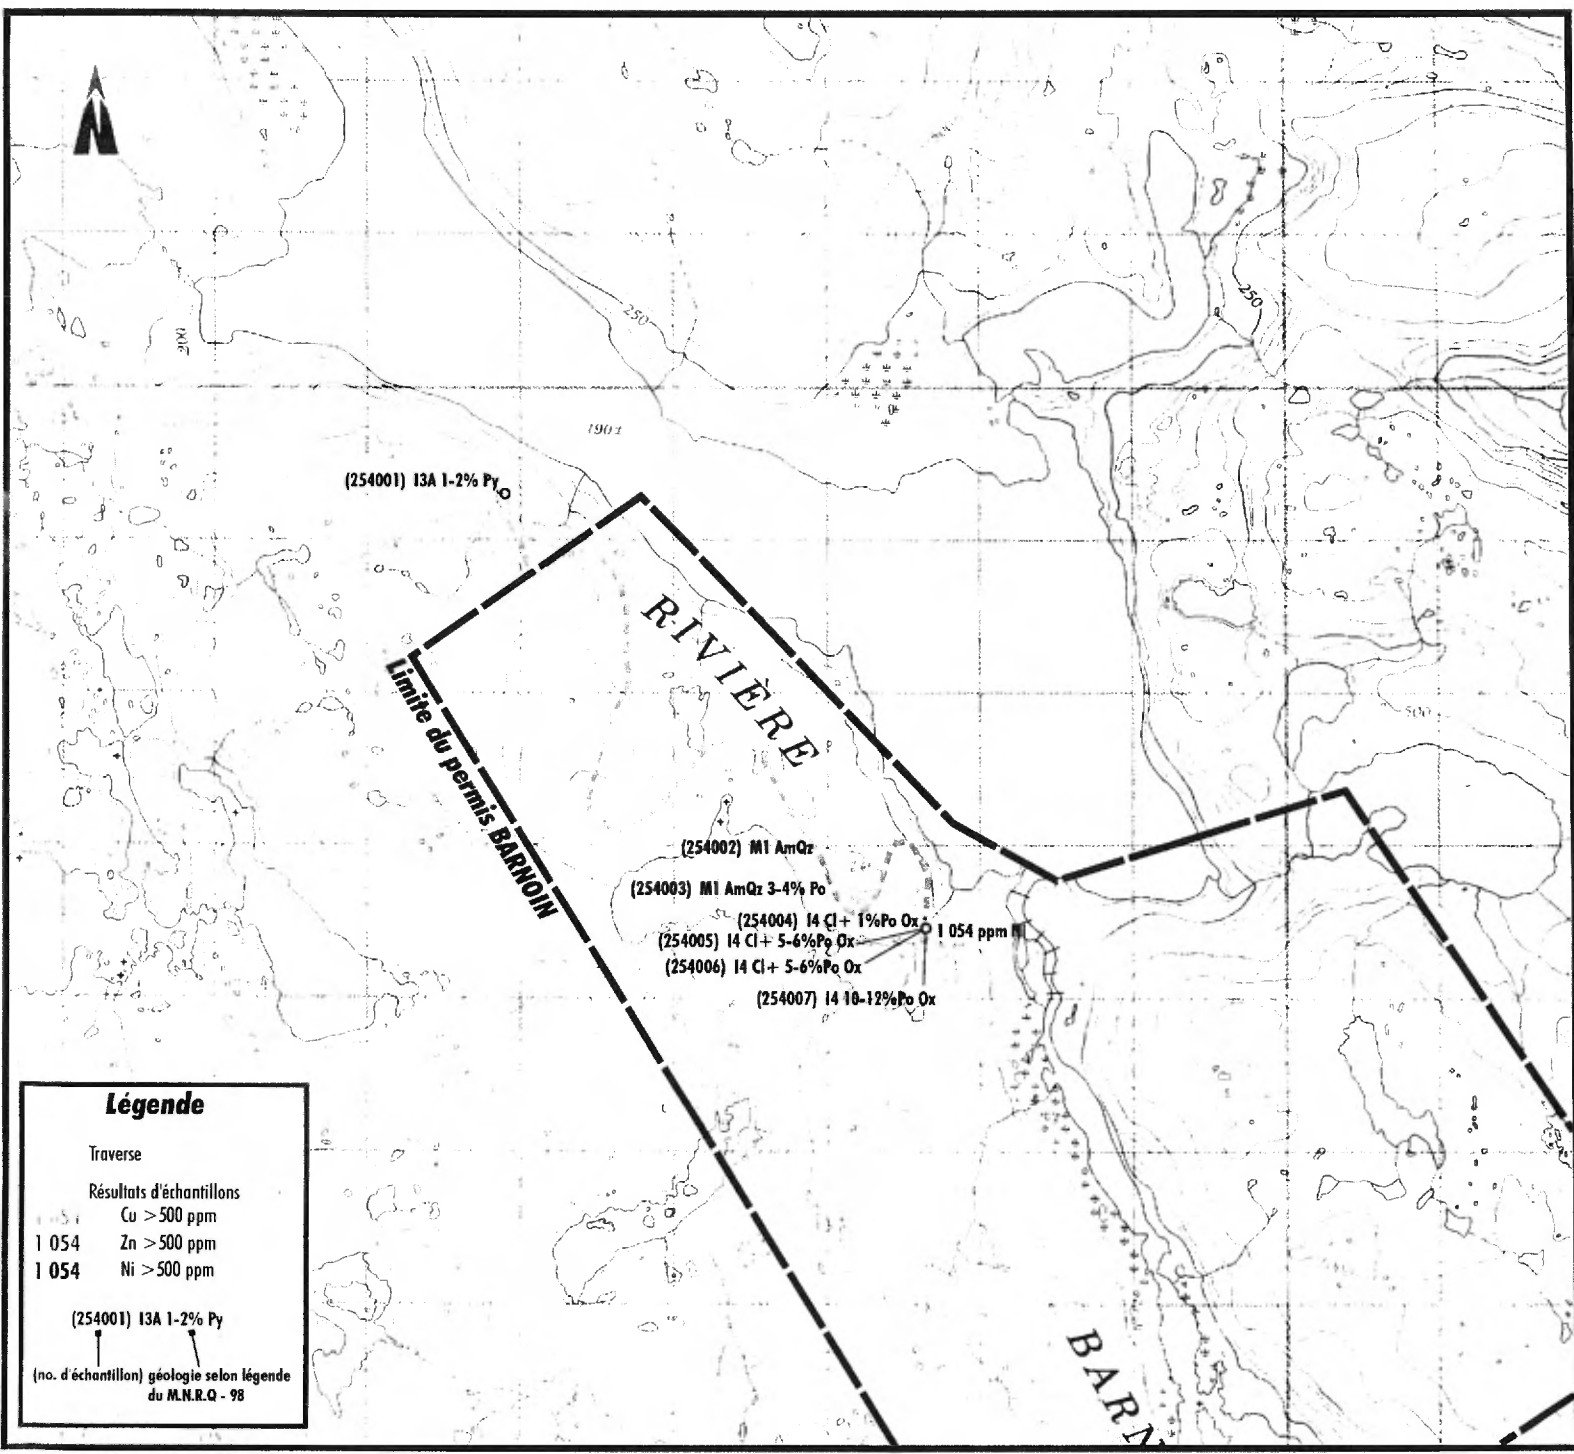 N
250
250
200
190±
(254001) I3A 1-2% Py
RIVIÈRE
Limite du permis BARNOIN
500
(254002) M1 AmQz
(254003) M1 AmQz 3-4% Po
(254004) I4 Cl+ 1%Po Ox
1 054 ppm Ni
(254005) I4 Cl+ 5-6%Po Ox
(254006) I4 Cl+ 5-6%Po Ox
(254007) I4 10-12%Po Ox
BARN
Légende
Traverse
Résultats d'échantillons
Cu >500 ppm
1 054 Zn >500 ppm
1 054 Ni >500 ppm
(254001) I3A 1-2% Py
(no. d'échantillon) géologie selon légende
du M.N.R.Q - 98